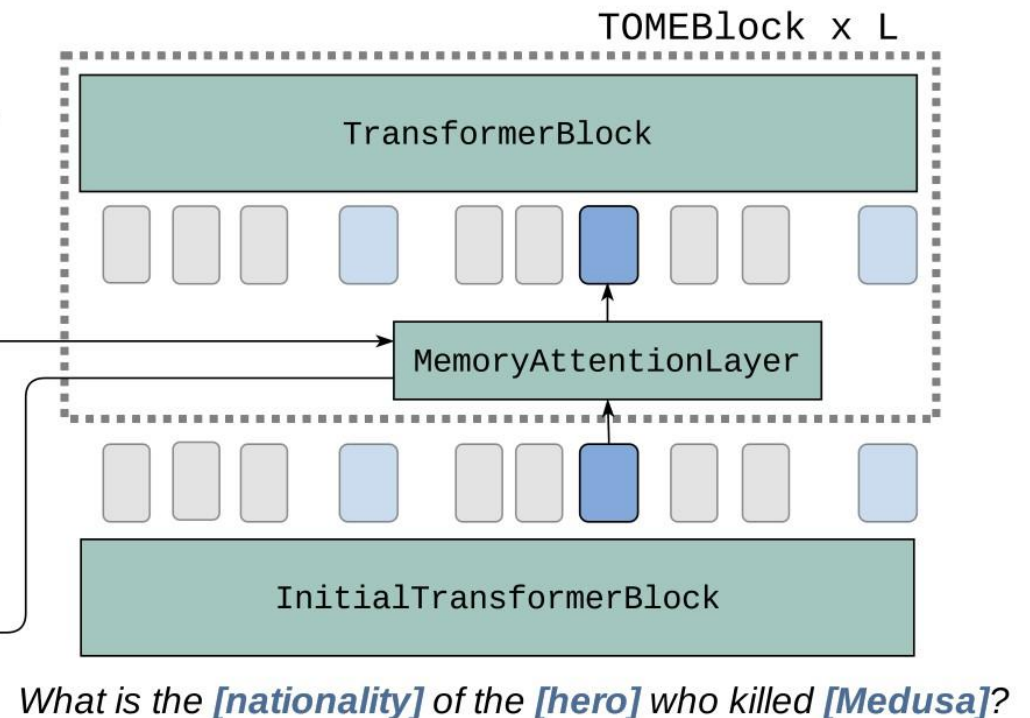 TOMEBlock x L
TransformerBlock
MemoryAttentionLayer
InitialTransformerBlock
What is the [nationality] of the [hero] who killed [Medusa]?